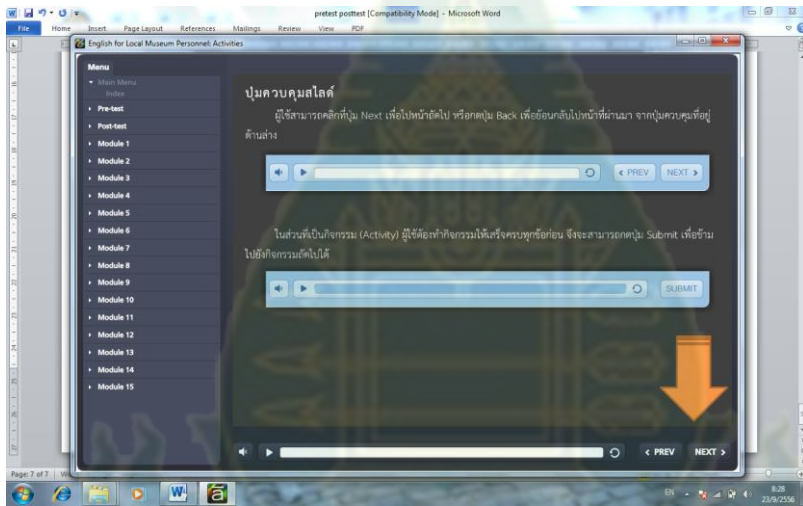 pretest posttest [Compatibility Mode] - Microsoft Word
File Home Insert Page Layout References Mailings Review View PDF
English for Local Museum Personnel: Activities
Menu
Main Menu
Index
Pre-test
Post-test
Module 1
Module 2
Module 3
Module 4
Module 5
Module 6
Module 7
Module 8
Module 9
Module 10
Module 11
Module 12
Module 13
Module 14
Module 15
ปุ่มควบคุมสไลด์
ผู้ใช้สามารถคลิกที่ปุ่ม Next เพื่อไปหน้าถัดไป หรือกดปุ่ม Back เพื่อย้อนกลับไปหน้าที่ผ่านมา จากปุ่มควบคุมที่อยู่
ด้านล่าง
< PREV NEXT >
ในส่วนที่เป็นกิจกรรม (Activity) ผู้ใช้ต้องทำกิจกรรมให้เสร็จครบทุกข้อก่อน จึงจะสามารถกดปุ่ม Submit เพื่อข้าม
ไปยังกิจกรรมถัดไปได้
SUBMIT
< PREV NEXT >
Page: 7 of 7
EN 8:28
23/9/2556